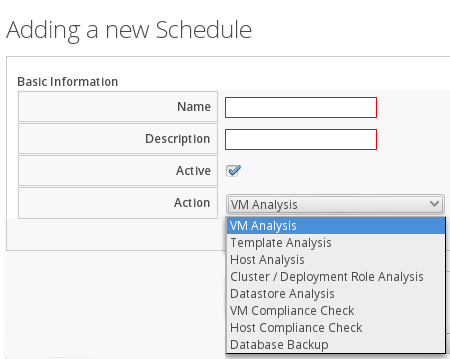 Adding a new Schedule
Basic Information
Name
Description
Active
Action VM Analysis
VM Analysis
Template Analysis
Host Analysis
Cluster / Deployment Role Analysis
Datastore Analysis
VM Compliance Check
Host Compliance Check
Database Backup